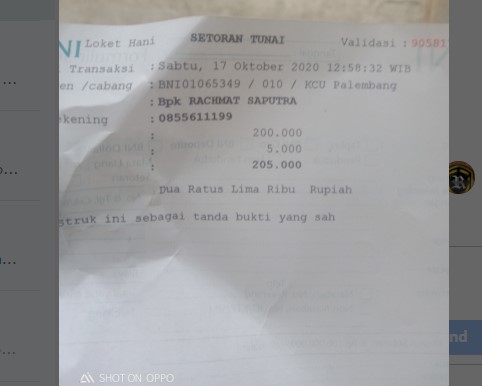 NI Loket Hani SETORAN TUNAI Validasi : 90581
Transaksi : Sabtu, 17 Oktober 2020 12:58:32 WIB
en /cabang : BNI01065349 / 010 / KCU Palembang
: Bpk RACHMAT SAPUTRA
ekening : 0855611199
: 200.000
: 5.000
: 205.000
: Dua Ratus Lima Ribu Rupiah
struk ini sebagai tanda bukti yang sah
SHOT ON OPPO
nd